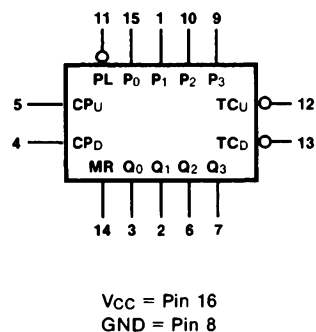 11 15 1 10 9
PL P0 P1 P2 P3
5 CPU TCU 12
4 CPD TCD 13
MR Q0 Q1 Q2 Q3
14 3 2 6 7
VCC = Pin 16
GND = Pin 8